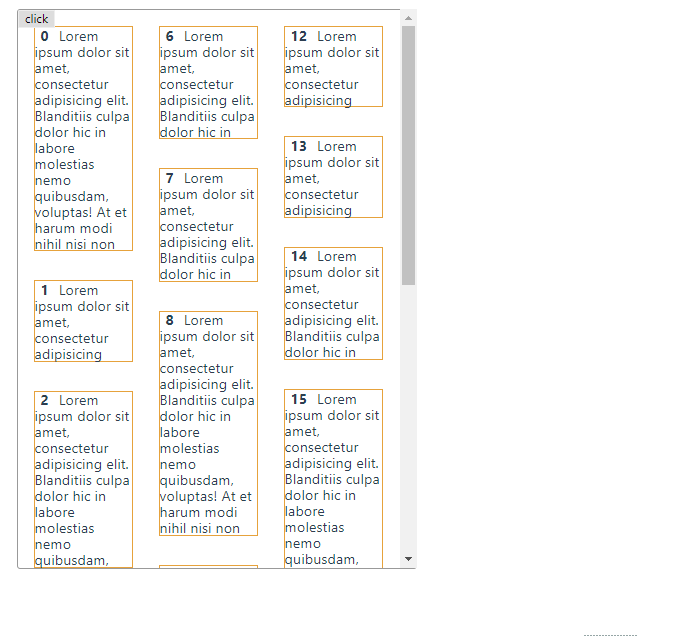 click
0 Lorem
ipsum dolor sit
amet,
consectetur
adipisicing elit.
Blanditiis culpa
dolor hic in
labore
molestias
nemo
quibusdam,
voluptas! At et
harum modi
nihil nisi non
1 Lorem
ipsum dolor sit
amet,
consectetur
adipisicing
2 Lorem
ipsum dolor sit
amet,
consectetur
adipisicing elit.
Blanditiis culpa
dolor hic in
labore
molestias
nemo
quibusdam,
6 Lorem
ipsum dolor sit
amet,
consectetur
adipisicing elit.
Blanditiis culpa
dolor hic in
7 Lorem
ipsum dolor sit
amet,
consectetur
adipisicing elit.
Blanditiis culpa
dolor hic in
8 Lorem
ipsum dolor sit
amet,
consectetur
adipisicing elit.
Blanditiis culpa
dolor hic in
labore
molestias
nemo
quibusdam,
voluptas! At et
harum modi
nihil nisi non
12 Lorem
ipsum dolor sit
amet,
consectetur
adipisicing
13 Lorem
ipsum dolor sit
amet,
consectetur
adipisicing
14 Lorem
ipsum dolor sit
amet,
consectetur
adipisicing elit.
Blanditiis culpa
dolor hic in
15 Lorem
ipsum dolor sit
amet,
consectetur
adipisicing elit.
Blanditiis culpa
dolor hic in
labore
molestias
nemo
quibusdam,